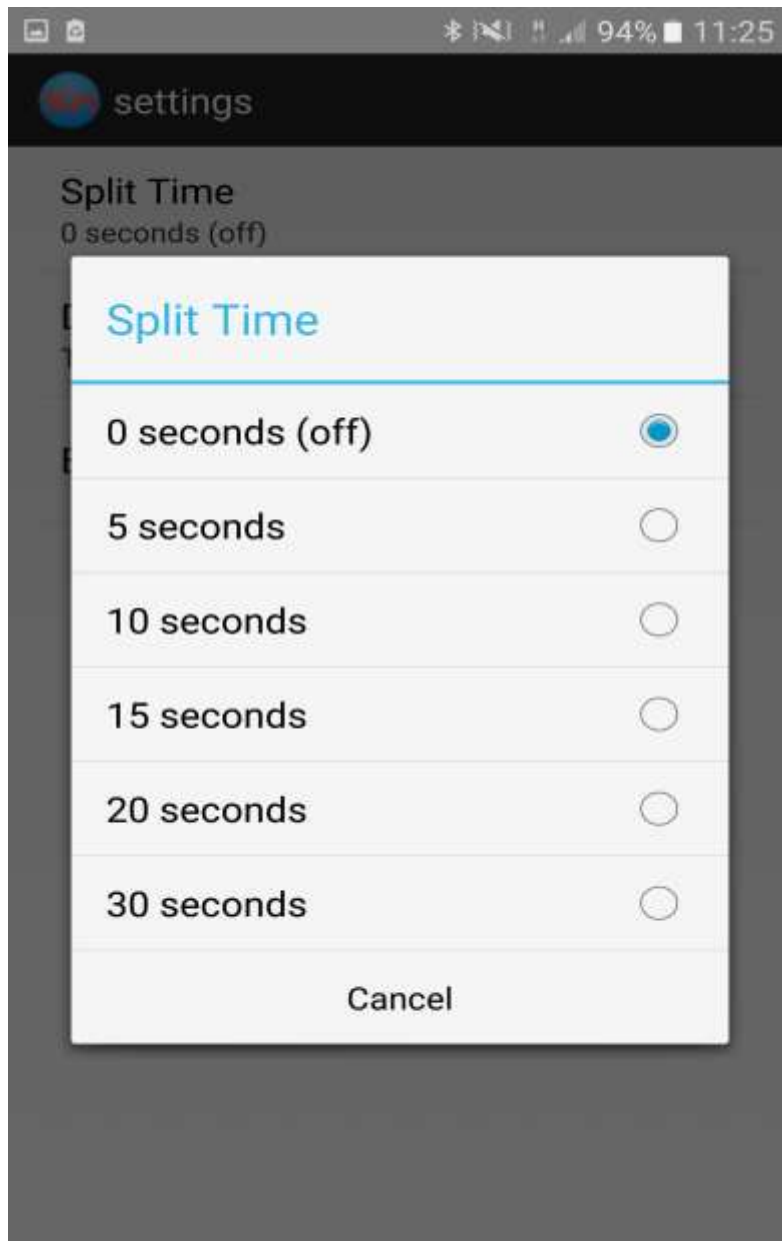 94% 11:25
settings
Split Time
0 seconds (off)
Split Time
0 seconds (off)
5 seconds
10 seconds
15 seconds
20 seconds
30 seconds
Cancel